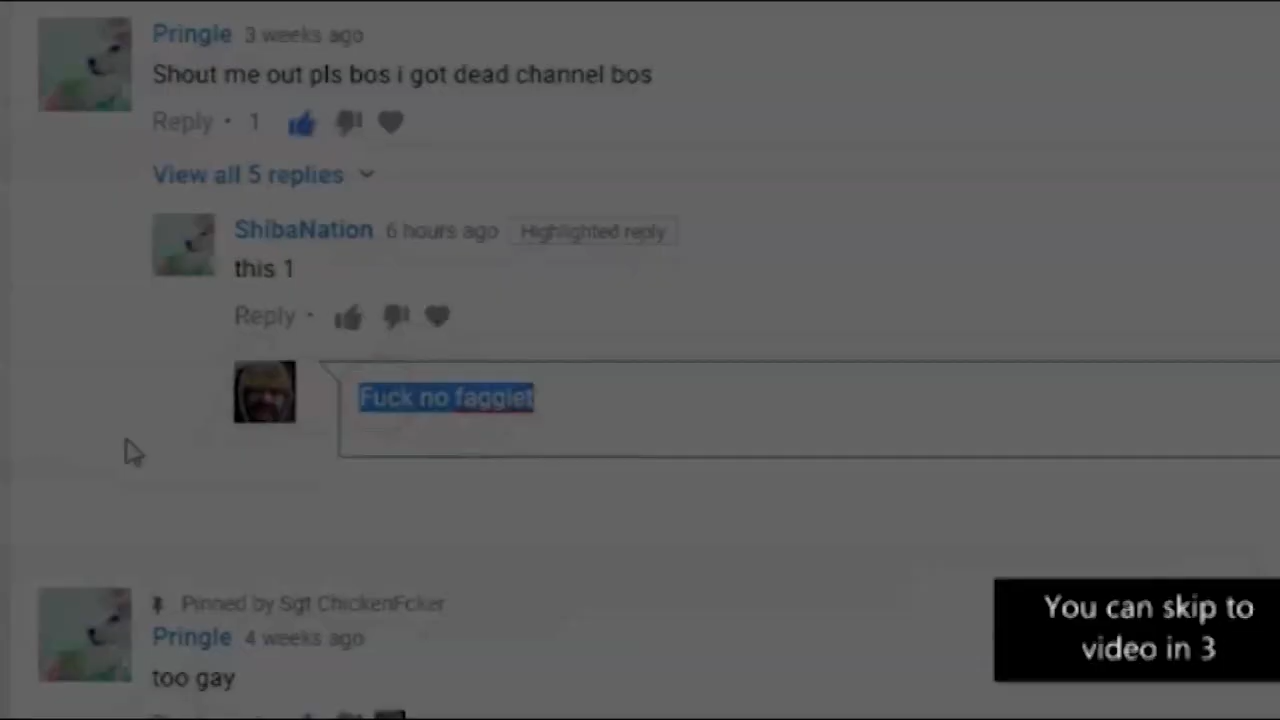 Pringle 3 weeks ago
Shout me out pls bos i got dead channel bos
Reply • 1
View all 5 replies
ShibaNation 6 hours ago Highlighted reply
this 1
Reply •
Fuck no faggiet
Pinned by Sgt ChickenFcker
Pringle 4 weeks ago
too gay
You can skip to
video in 3